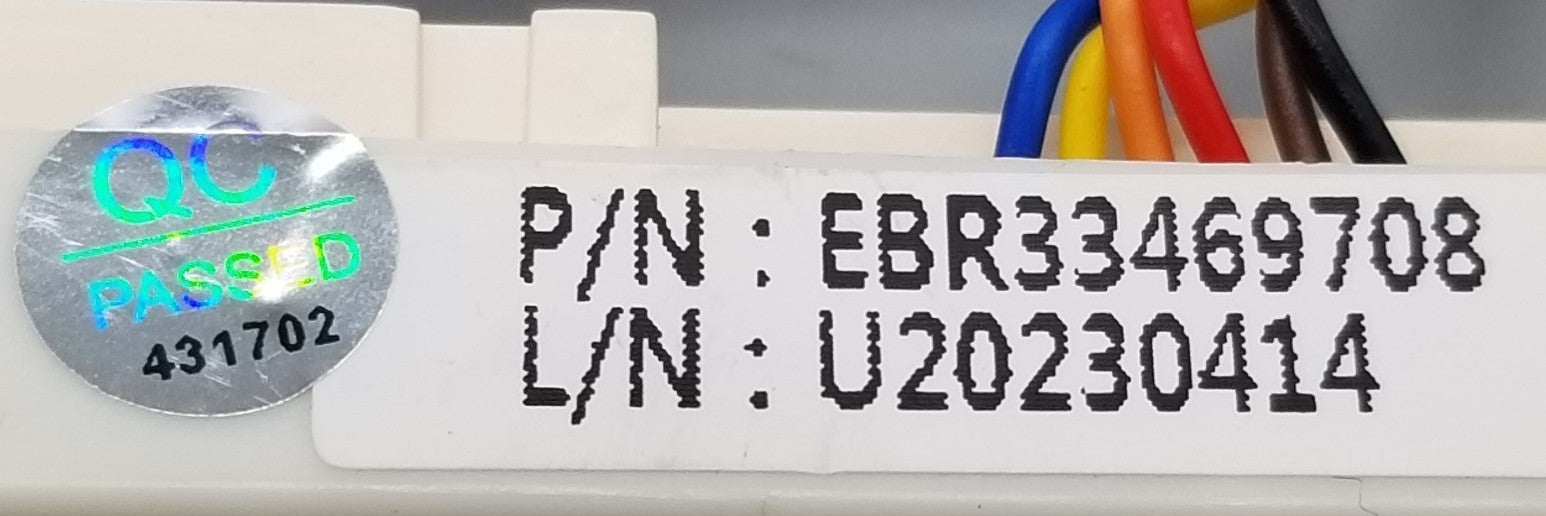 QC
PASSED
431702
P/N : EBR33469708
L/N : U20230414